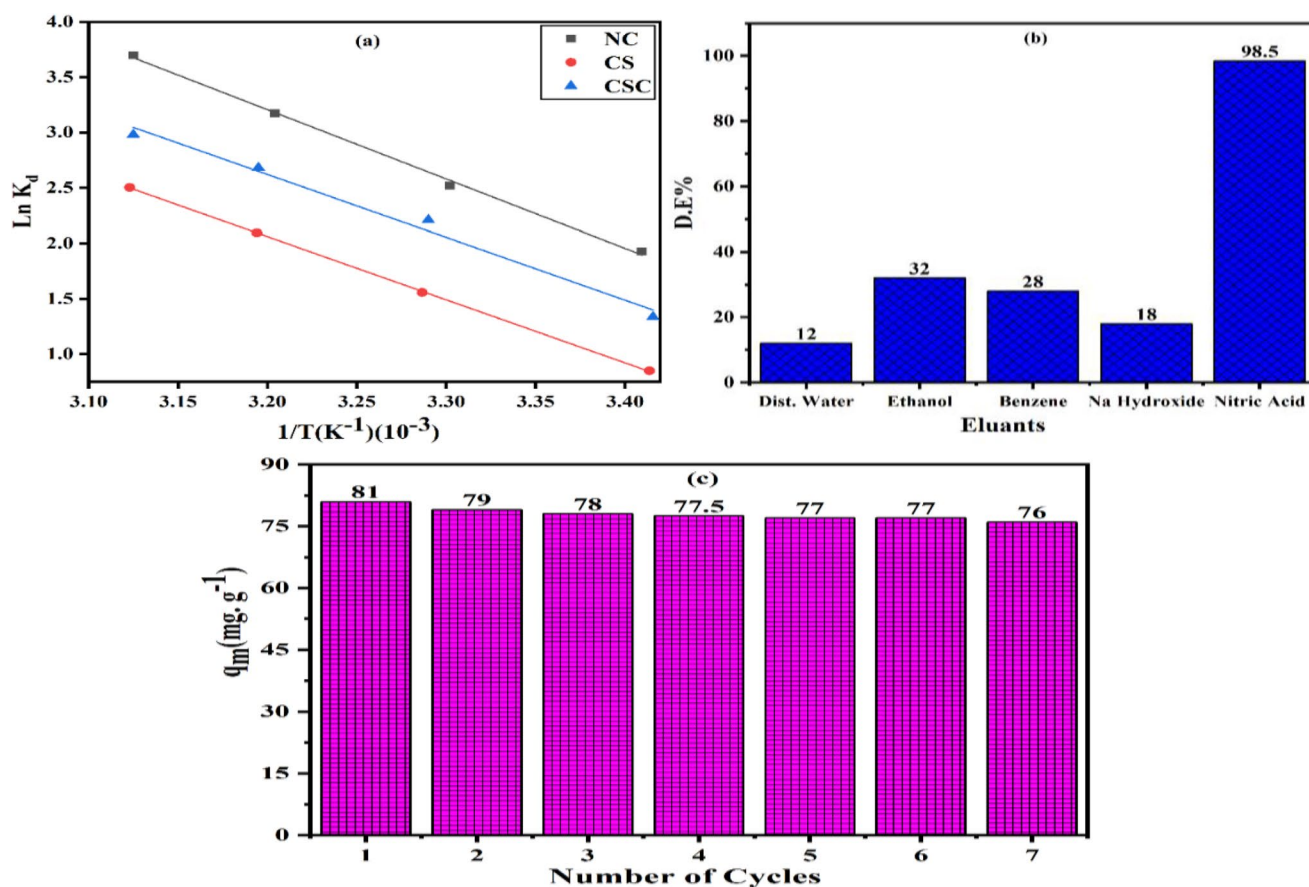 (a)
NC
CS
CSC
4.0
3.5
3.0
2.5
2.0
1.5
1.0
Ln K_d
3.10 3.15 3.20 3.25 3.30 3.35 3.40
1/T(K^-1)(10^-3)
(b)
98.5
32
28
18
12
100
80
60
40
20
0
D.E%
Dist. Water Ethanol Benzene Na Hydroxide Nitric Acid
Eluants
(c)
81 79 78 77.5 77 77 76
90
75
60
45
30
15
0
q_m(mg. g^-1)
1 2 3 4 5 6 7
Number of Cycles